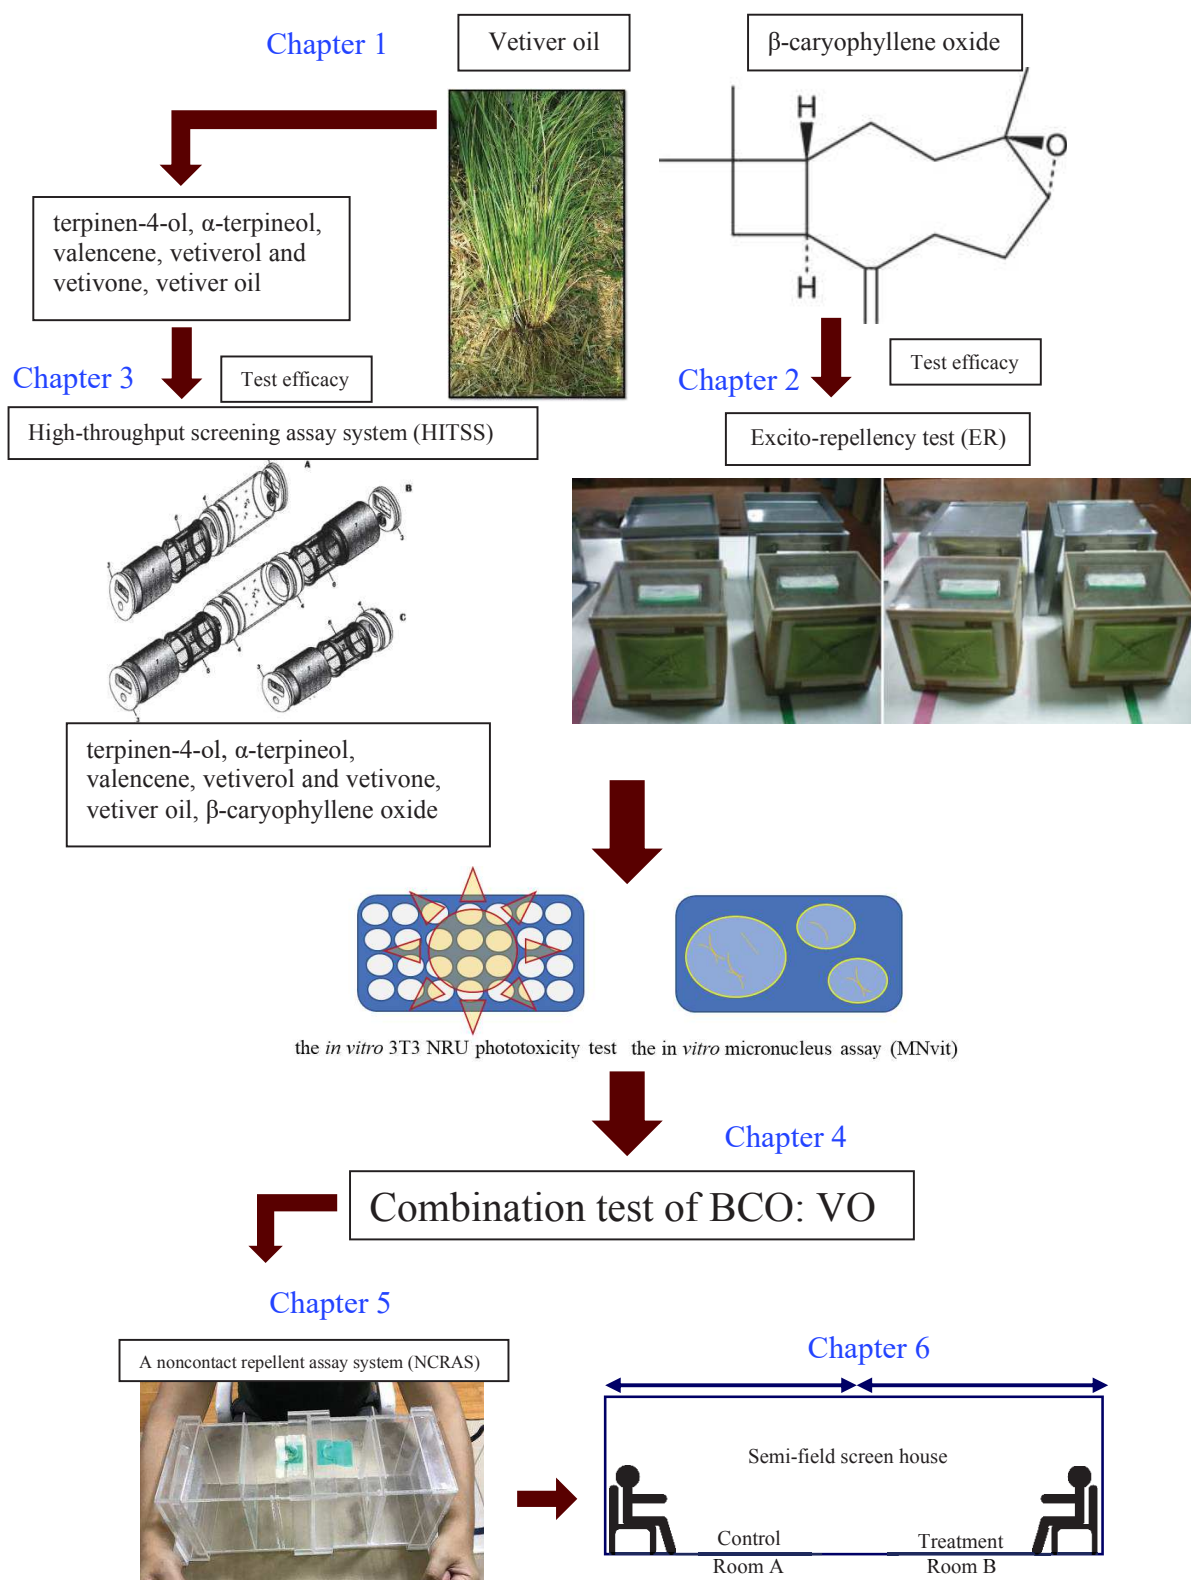 Chapter 1
Vetiver oil
β-caryophyllene oxide
H
O
H
terpinen-4-ol, α-terpineol,
valencene, vetiverol and
vetivone, vetiver oil
Chapter 3
Test efficacy
Chapter 2
Test efficacy
High-throughput screening assay system (HITSS)
Excito-repellency test (ER)
A
B
C
terpinen-4-ol, α-terpineol,
valencene, vetiverol and vetivone,
vetiver oil, β-caryophyllene oxide
the in vitro 3T3 NRU phototoxicity test
the in vitro micronucleus assay (MNvit)
Chapter 4
Combination test of BCO: VO
Chapter 5
A noncontact repellent assay system (NCRAS)
Chapter 6
Semi-field screen house
Control
Room A
Treatment
Room B